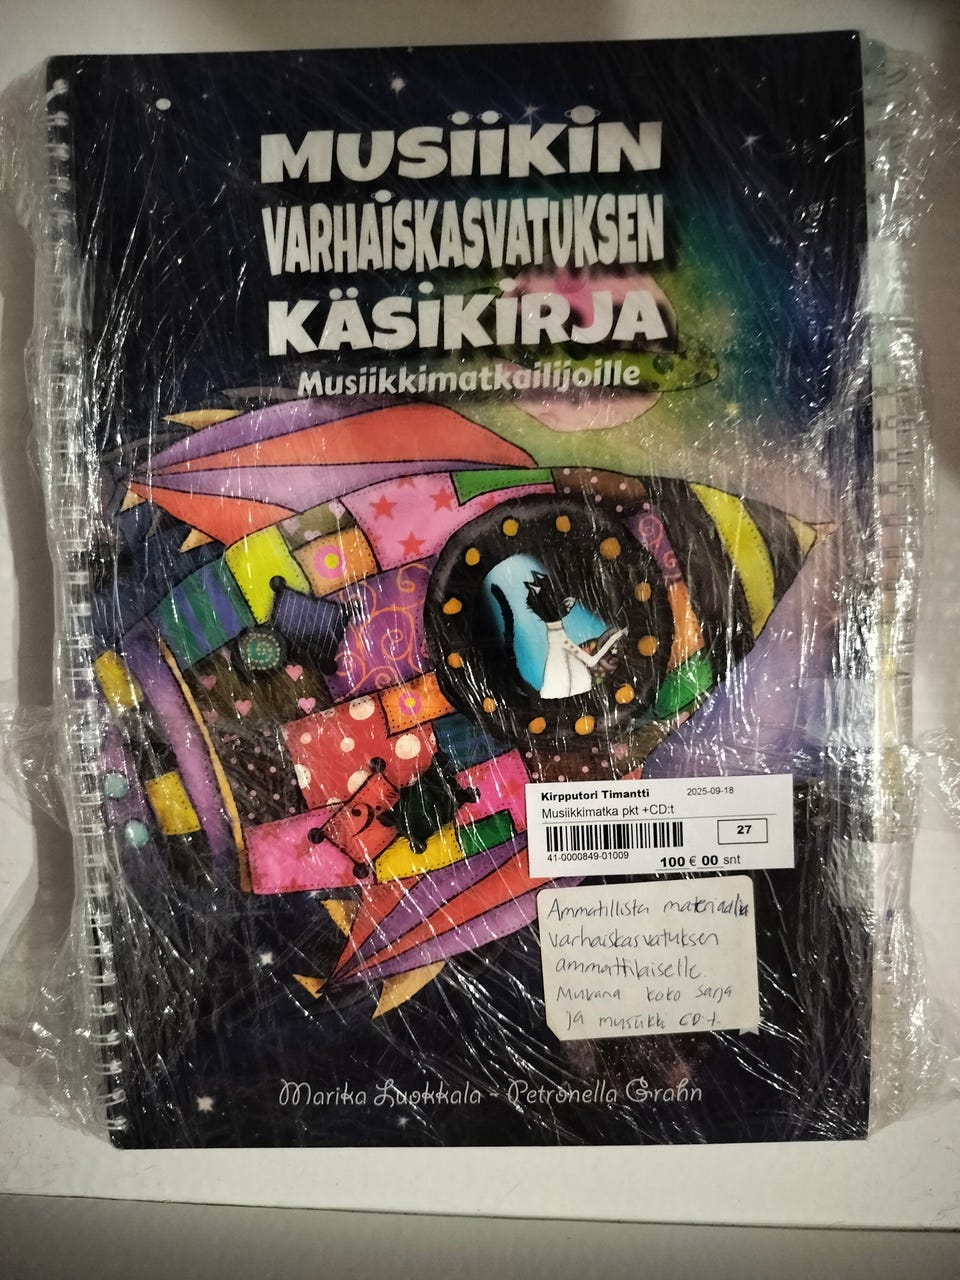 MUSIIKIN
VARHAISKASVATUKSEN
KÄSIKIRJA
Musiikkimatkailijoille
Kirpputori Timantti 2025-09-18
Musiikkimatka pkt +CD:t
27
41-0000849-01009
100 € 00 snt
Ammatillista materiaalia
varhaiskasvatuksen
ammattilaiselle.
Mukana koko sarja
ja musiikki CD:t.
Marika Luokkala - Petronella Grahn